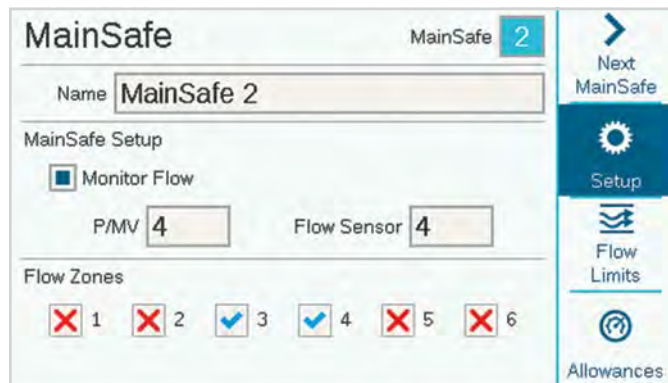 MainSafe
MainSafe 2
Name MainSafe 2
MainSafe Setup
Monitor Flow
P/MV 4
Flow Sensor 4
Flow Zones
1 2 3 4 5 6
Next
MainSafe
Setup
Flow
Limits
Allowances